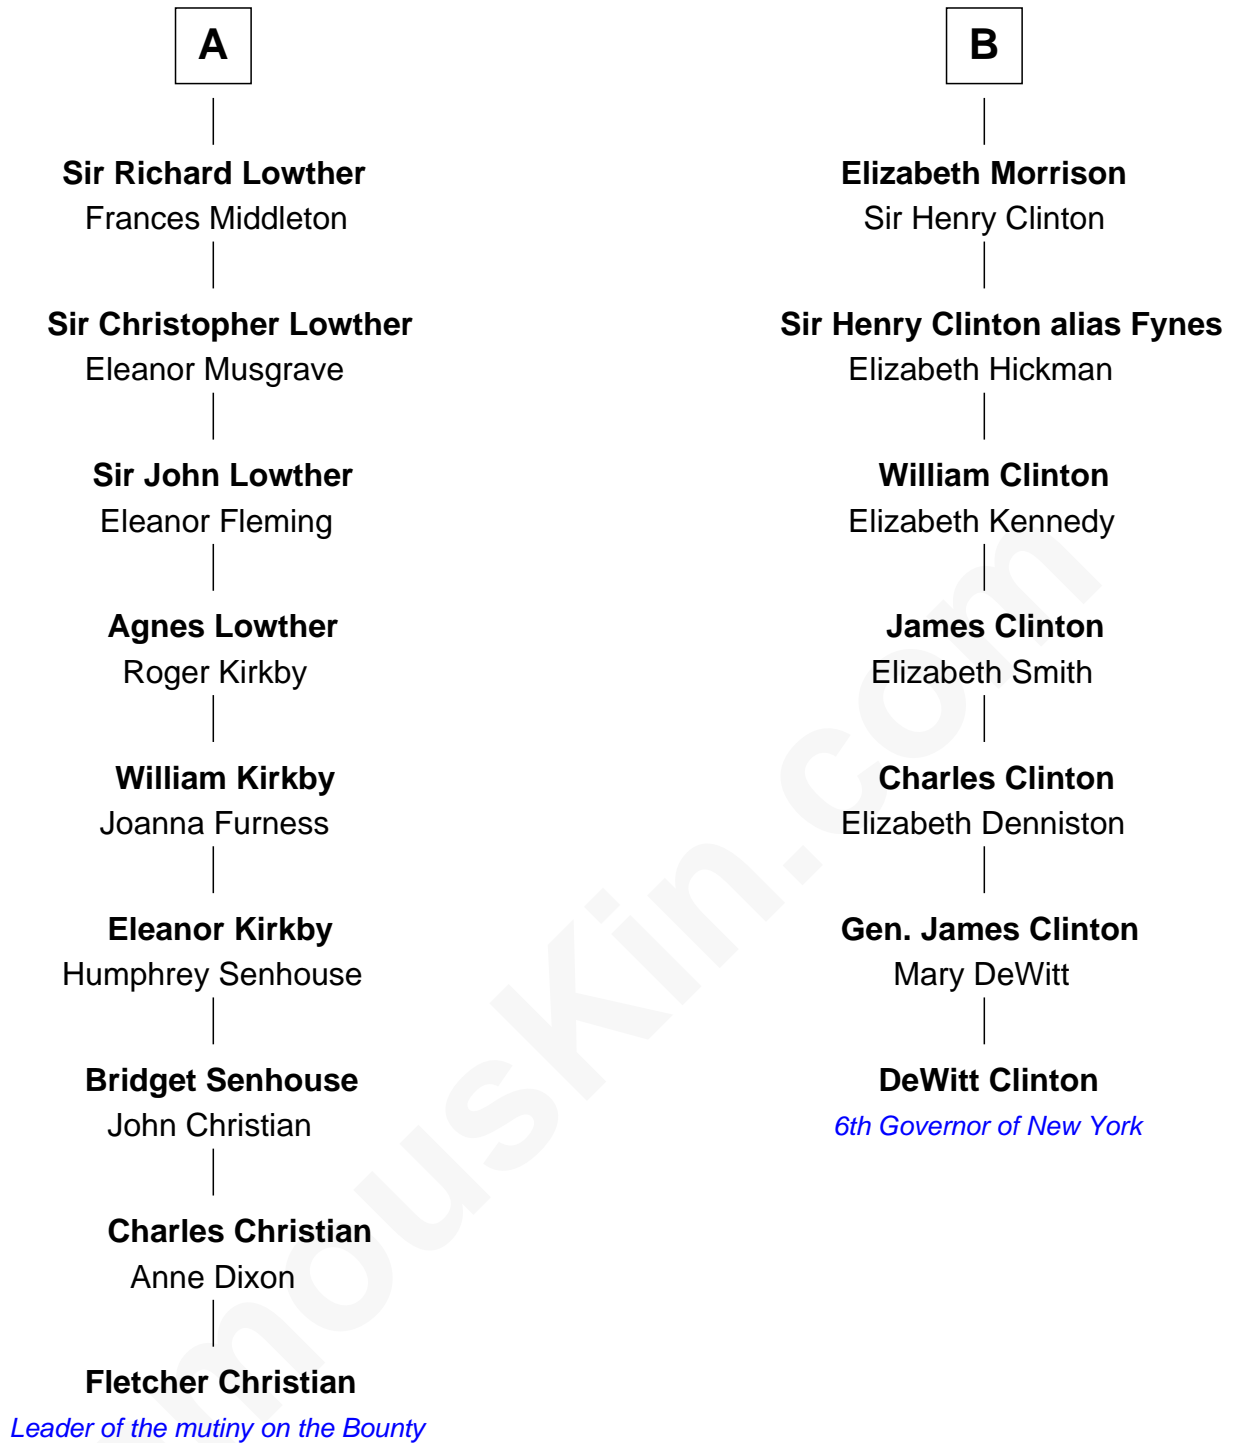 A
Sir Richard Lowther
Frances Middleton
Sir Christopher Lowther
Eleanor Musgrave
Sir John Lowther
Eleanor Fleming
Agnes Lowther
Roger Kirkby
William Kirkby
Joanna Furness
Eleanor Kirkby
Humphrey Senhouse
Bridget Senhouse
John Christian
Charles Christian
Anne Dixon
Fletcher Christian
Leader of the mutiny on the Bounty
B
Elizabeth Morrison
Sir Henry Clinton
Sir Henry Clinton alias Fynes
Elizabeth Hickman
William Clinton
Elizabeth Kennedy
James Clinton
Elizabeth Smith
Charles Clinton
Elizabeth Denniston
Gen. James Clinton
Mary DeWitt
DeWitt Clinton
6th Governor of New York
mousKin.com